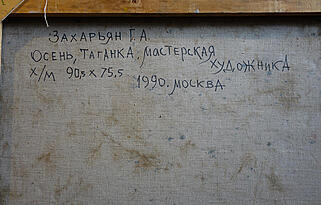 ЗАХАРЬЯН Г.А.
ОСЕНЬ, ТАГАНКА, МАСТЕРСКАЯ ХУДОЖНИКА
Х/М 90,5 х 75,5
1990. МОСКВА